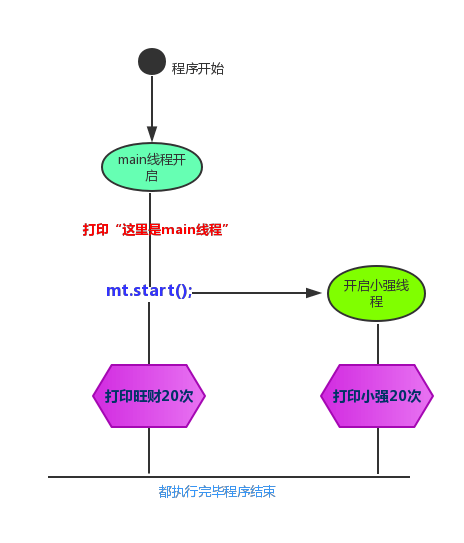 程序开始
main线程开
启
打印“这里是main线程”
mt.start();
开启小强线
程
打印旺财20次
打印小强20次
都执行完毕程序结束